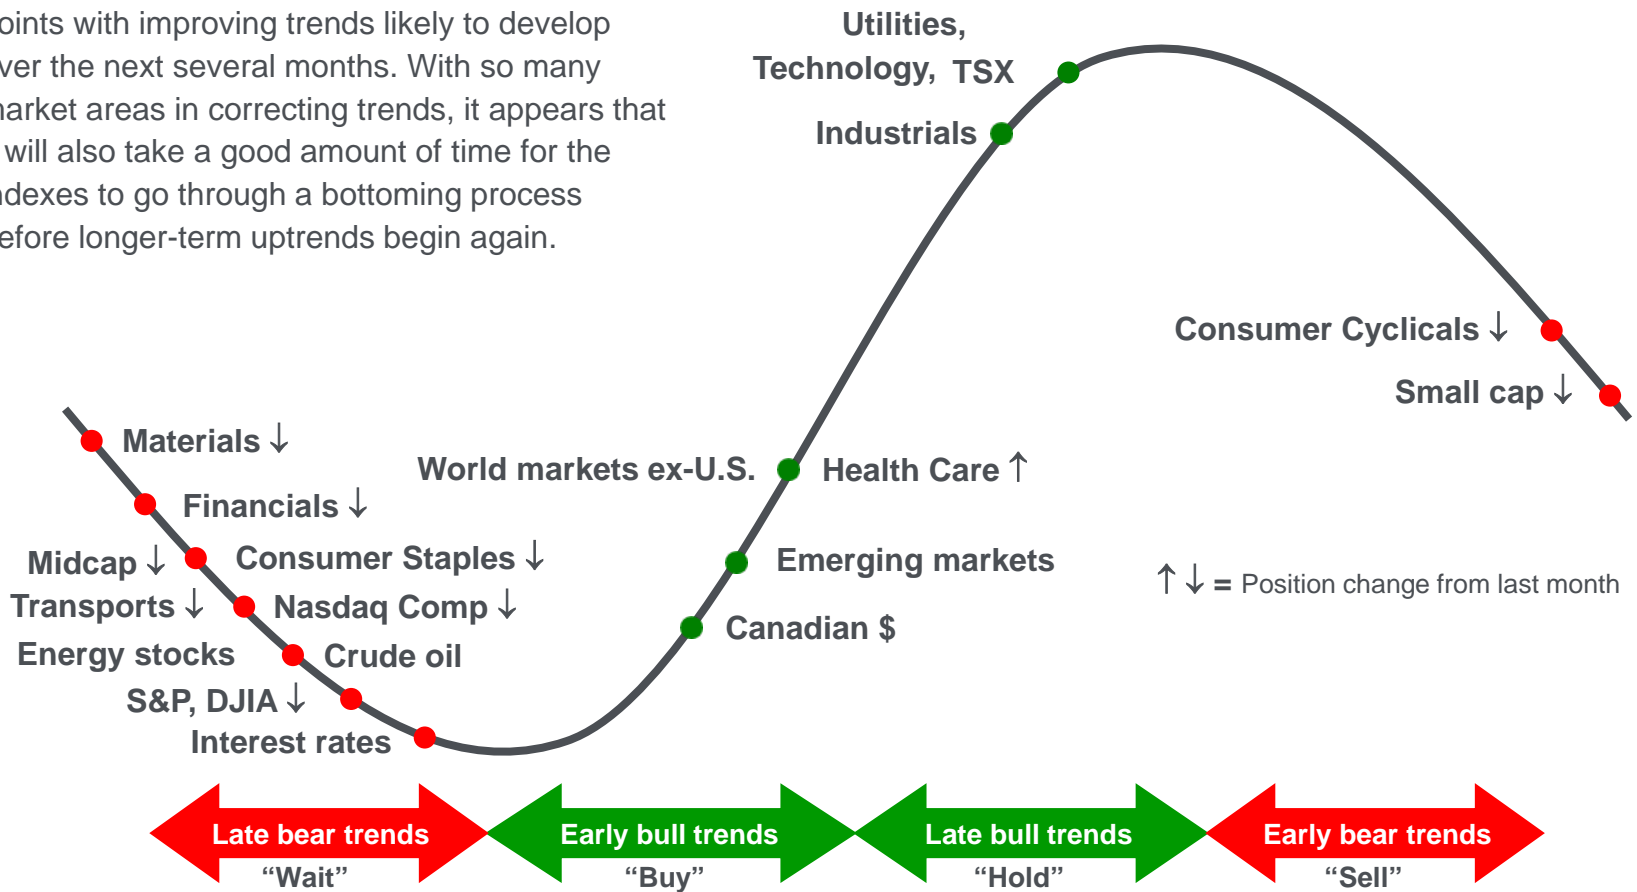 oints with improving trends likely to develop
ver the next several months. With so many
narket areas in correcting trends, it appears that
will also take a good amount of time for the
ndexes to go through a bottoming process
efore longer-term uptrends begin again.
Utilities,
Technology, TSX
Industrials
Consumer Cyclicals ↓
Small cap ↓
Materials ↓
World markets ex-U.S.
Health Care ↑
Financials ↓
Midcap ↓
Consumer Staples ↓
Emerging markets
↑ ↓ = Position change from last month
Transports ↓
Nasdaq Comp ↓
Canadian $
Energy stocks
Crude oil
S&P, DJIA ↓
Interest rates
Late bear trends
Early bull trends
Late bull trends
Early bear trends
“Wait”
“Buy”
“Hold”
“Sell”